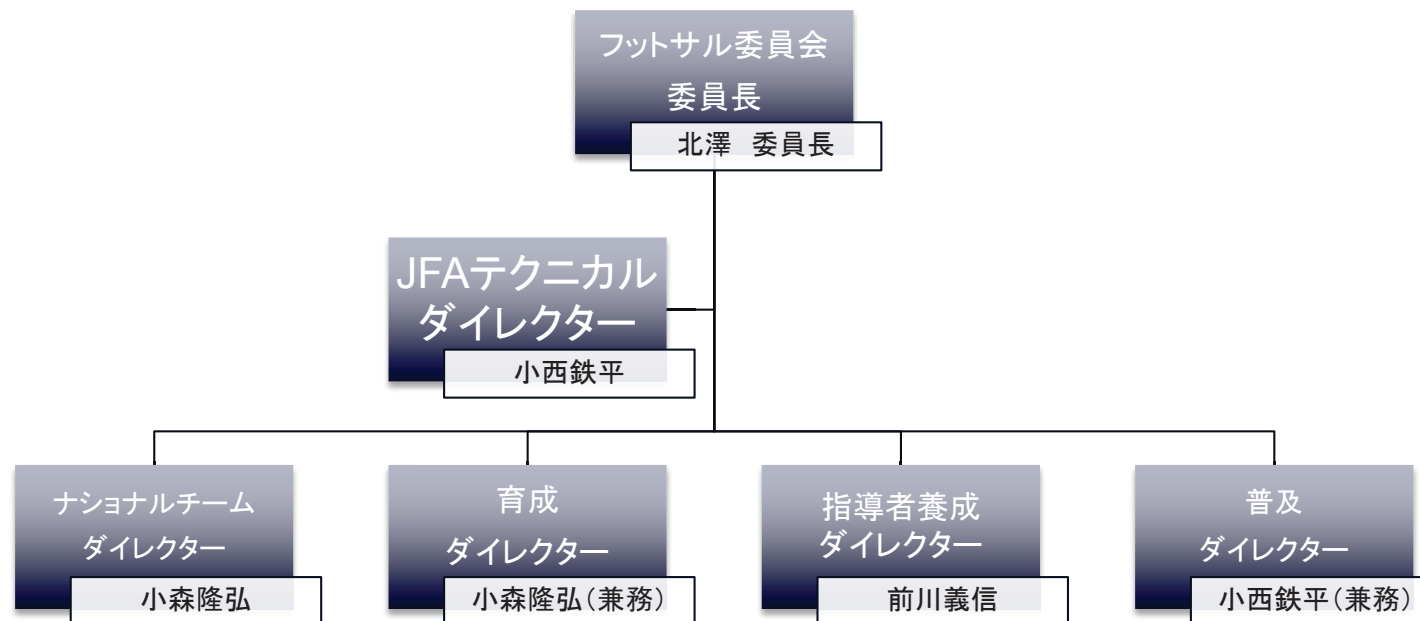 フットサル委員会
委員長
北澤　委員長
JFAテクニカル
ダイレクター
小西鉄平
ナショナルチーム
ダイレクター
小森隆弘
育成
ダイレクター
小森隆弘（兼務）
指導者養成
ダイレクター
前川義信
普及
ダイレクター
小西鉄平（兼務）